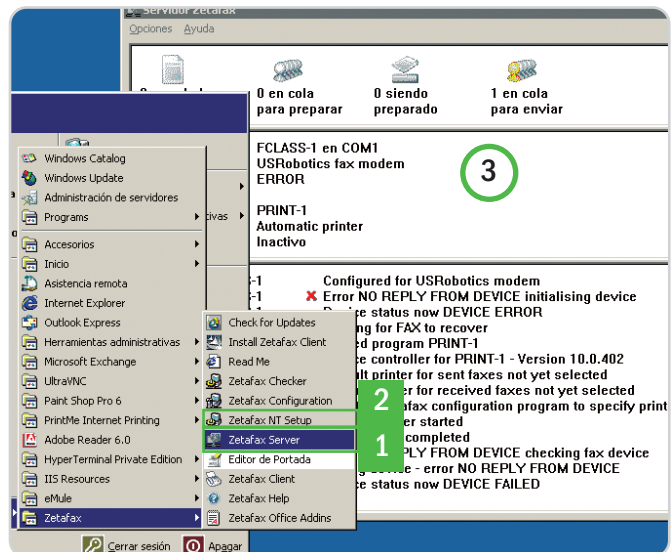 Servidor Zetafax
Opciones Ayuda
0 en cola
para preparar
0 siendo
preparado
1 en cola
para enviar
FCLASS-1 en COM1
USRobotics fax modem
ERROR
3
PRINT-1
Automatic printer
Inactivo
Windows Catalog
Windows Update
Administración de servidores
Programs
Accesorios
Inicio
Asistencia remota
Internet Explorer
Outlook Express
Herramientas administrativas
Microsoft Exchange
UltraVNC
Paint Shop Pro 6
PrintMe Internet Printing
Adobe Reader 6.0
HyperTerminal Private Edition
IIS Resources
eMule
Zetafax
Cerrar sesión
Apagar
Check for Updates
Install Zetafax Client
Read Me
Zetafax Checker
Zetafax Configuration
Zetafax NT Setup
2
Zetafax Server
1
Editor de Portada
Zetafax Client
Zetafax Help
Zetafax Office Addins
Configured for USRobotics modem
Error NO REPLY FROM DEVICE initialising device
status now DEVICE ERROR
for FAX to recover
program PRINT-1
controller for PRINT-1 - Version 10.0.402
printer for sent faxes not yet selected
for received faxes not yet selected
configuration program to specify print
started
completed
FROM DEVICE checking fax device
- error NO REPLY FROM DEVICE
status now DEVICE FAILED